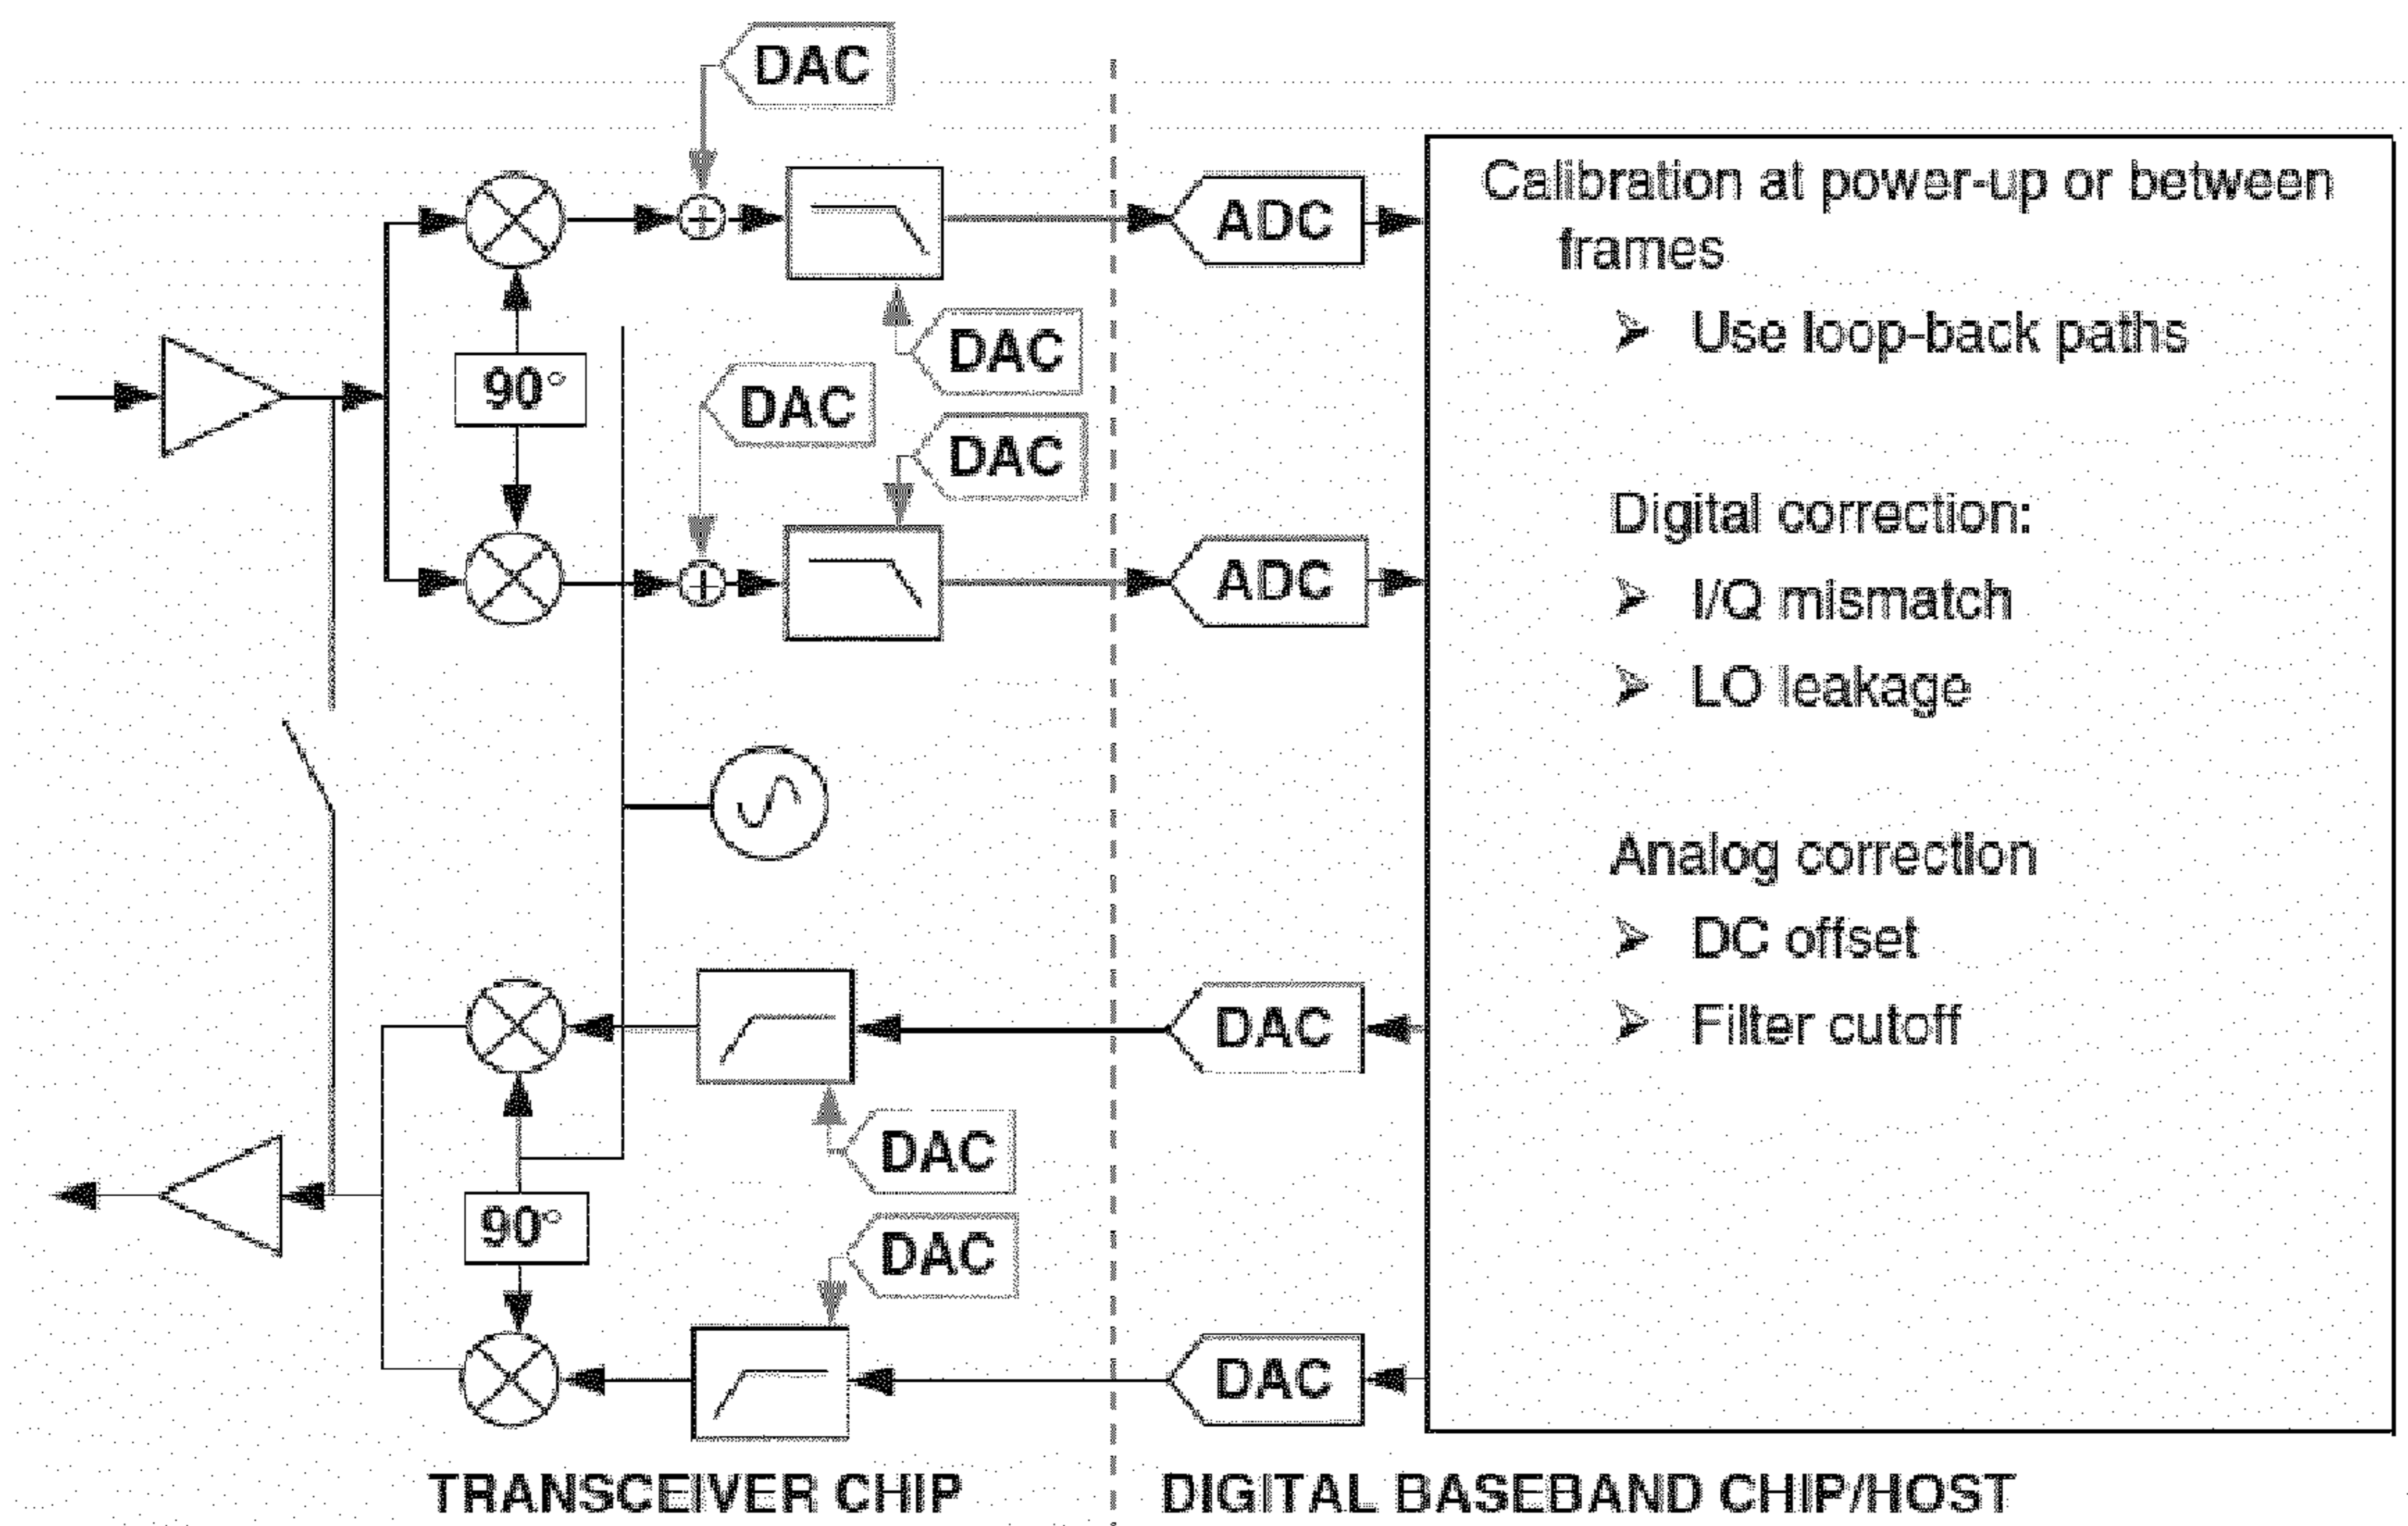 DAC
ADC
Calibration at power-up or between
frames
➢ Use loop-back paths
DAC
90°
DAC
DAC
Digital correction:
ADC
➢ I/Q mismatch
➢ LO leakage
Analog correction
➢ DC offset
DAC
➢ Filter cutoff
DAC
90°
DAC
DAC
TRANSCEIVER CHIP
DIGITAL BASEBAND CHIP/HOST